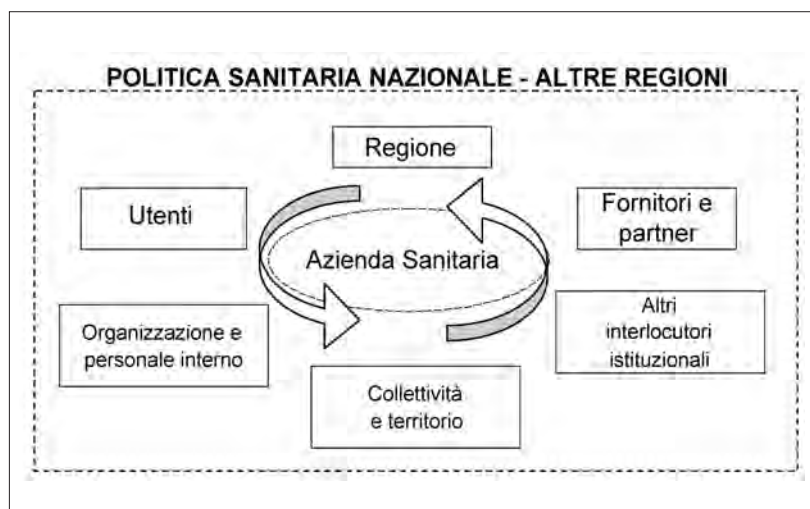 POLITICA SANITARIA NAZIONALE - ALTRE REGIONI
Regione
Utenti
Fornitori e
partner
Azienda Sanitaria
Organizzazione e
personale interno
Altri
interlocutori
istituzionali
Collettività
e territorio